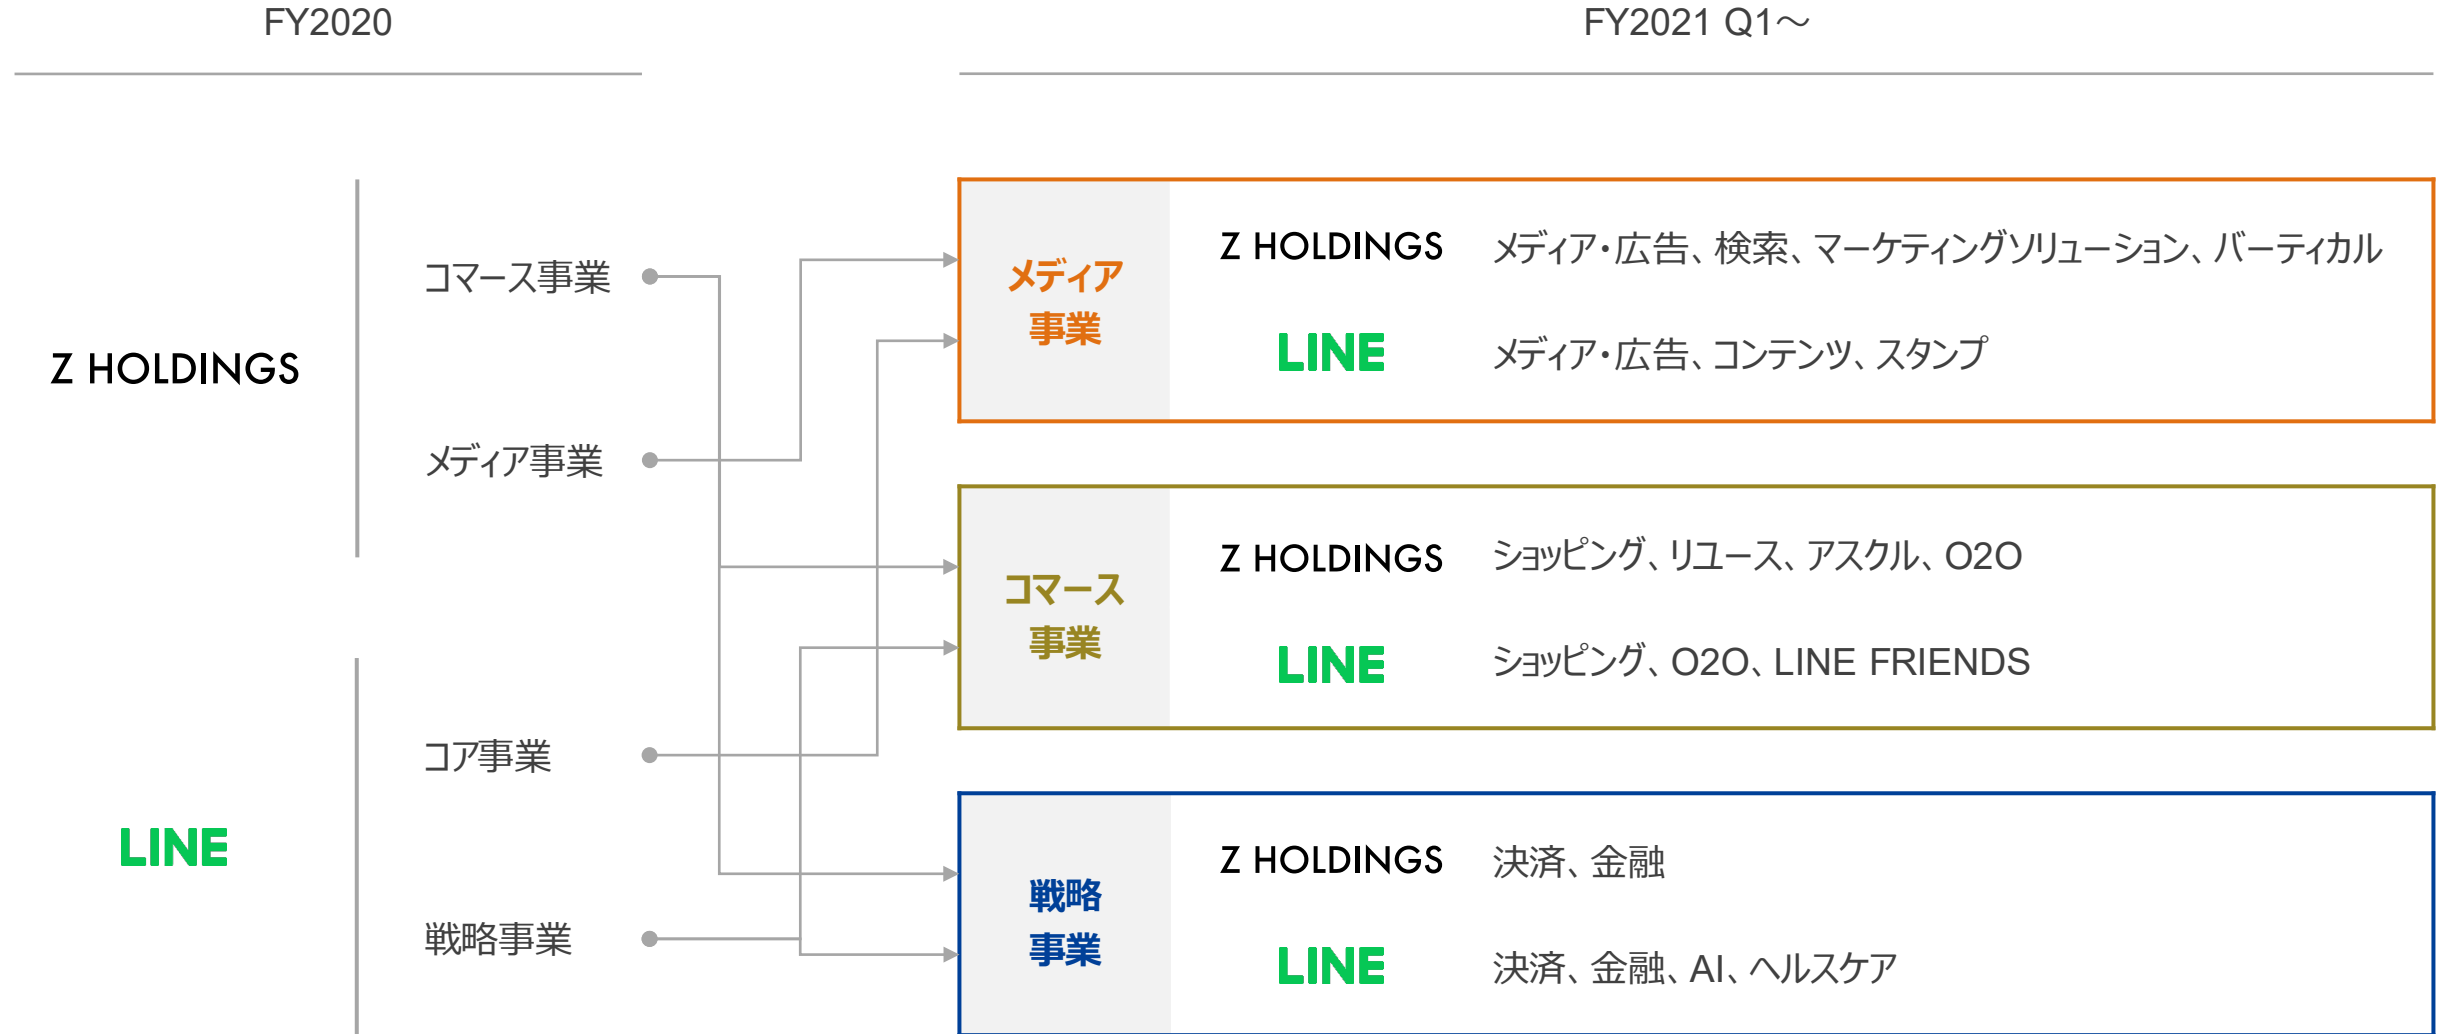 FY2020
FY2021 Q1～
Z HOLDINGS
コマース事業
メディア事業
LINE
コア事業
戦略事業
メディア
事業
Z HOLDINGS
メディア・広告、検索、マーケティングソリューション、バーティカル
LINE
メディア・広告、コンテンツ、スタンプ
コマース
事業
Z HOLDINGS
ショッピング、リユース、アスクル、O2O
LINE
ショッピング、O2O、LINE FRIENDS
戦略
事業
Z HOLDINGS
決済、金融
LINE
決済、金融、AI、ヘルスケア